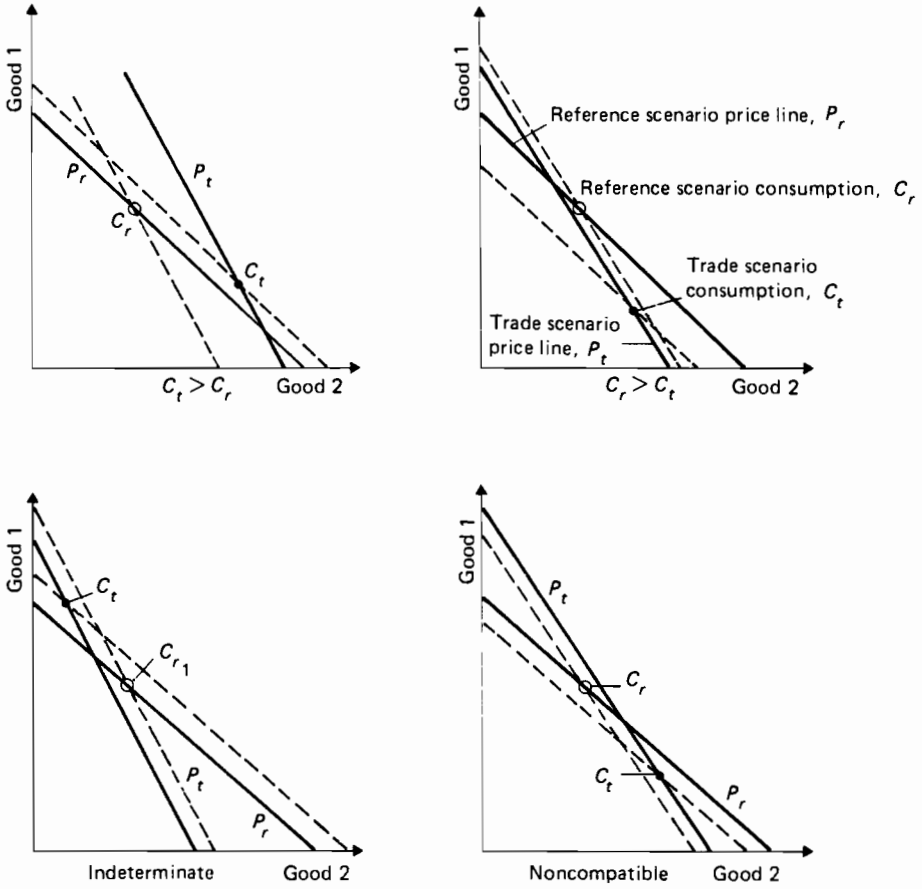 Good 1
P_r
P_t
C_r
C_t
C_t > C_r
Good 2
Good 1
Reference scenario price line, P_r
Reference scenario consumption, C_r
Trade scenario
consumption, C_t
Trade scenario
price line, P_t
C_r > C_t
Good 2
Good 1
C_t
C_r1
P_t
P_r
Indeterminate
Good 2
Good 1
P_t
C_r
C_t
P_r
Noncompatible
Good 2